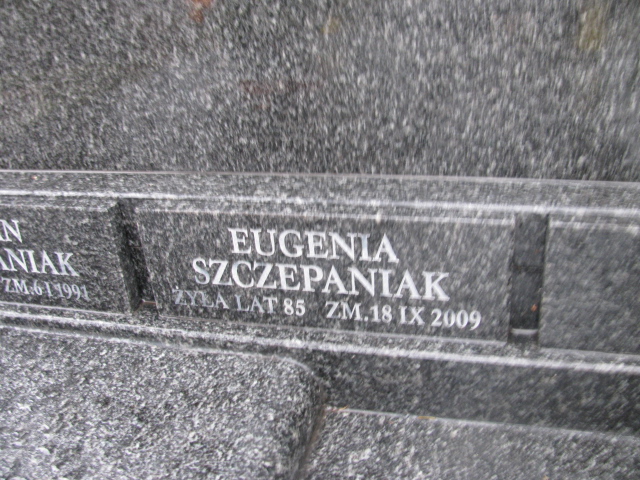 N
ANIAK
ZM.6 I 1991
EUGENIA
SZCZEPANIAK
ŻYŁA LAT 85 ZM.18 IX 2009